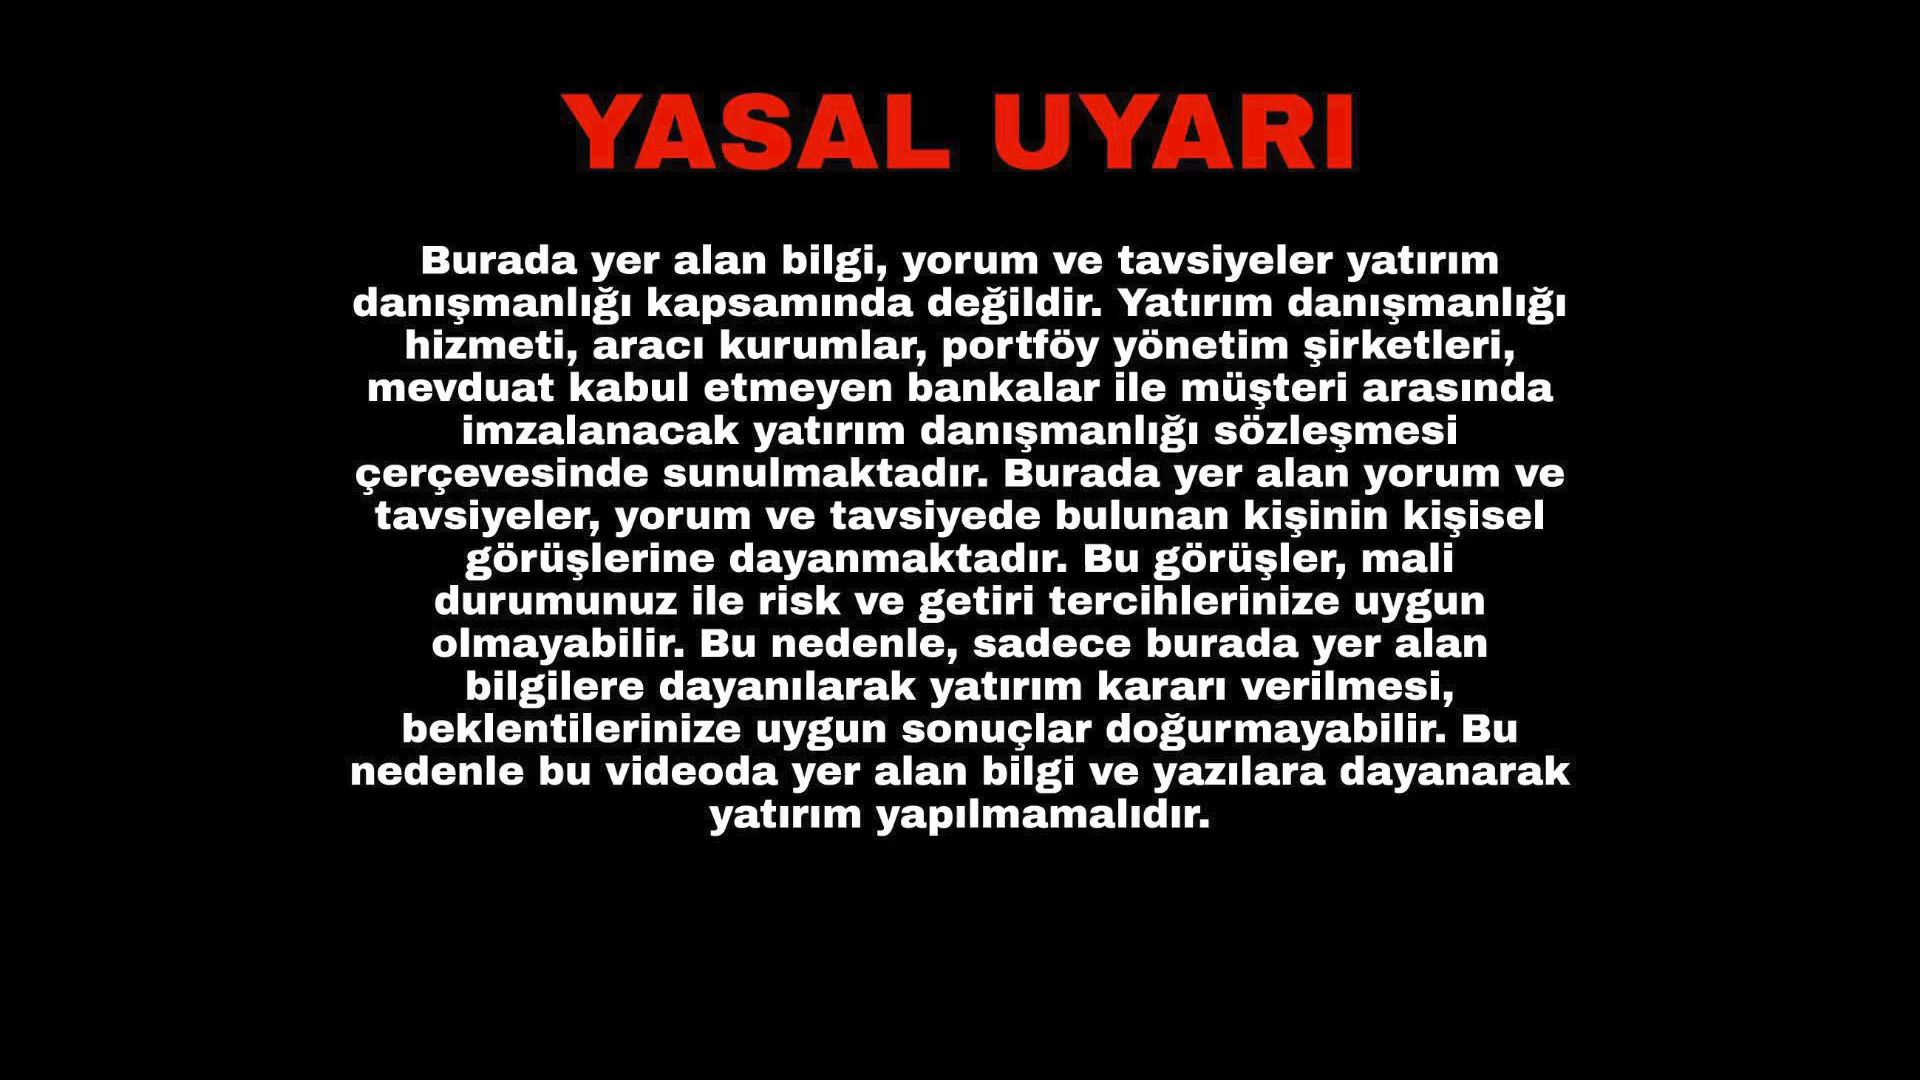 YASAL UYARI
Burada yer alan bilgi, yorum ve tavsiyeler yatırım
danışmanlığı kapsamında değildir. Yatırım danışmanlığı
hizmeti, aracı kurumlar, portföy yönetim şirketleri,
mevduat kabul etmeyen bankalar ile müşteri arasında
imzalanacak yatırım danışmanlığı sözleşmesi
çerçevesinde sunulmaktadır. Burada yer alan yorum ve
tavsiyeler, yorum ve tavsiyede bulunan kişinin kişisel
görüşlerine dayanmaktadır. Bu görüşler, mali
durumunuz ile risk ve getiri tercihlerinize uygun
olmayabilir. Bu nedenle, sadece burada yer alan
bilgilere dayanılarak yatırım kararı verilmesi,
beklentilerinize uygun sonuçlar doğurmayabilir. Bu
nedenle bu videoda yer alan bilgi ve yazılara dayanarak
yatırım yapılmamalıdır.